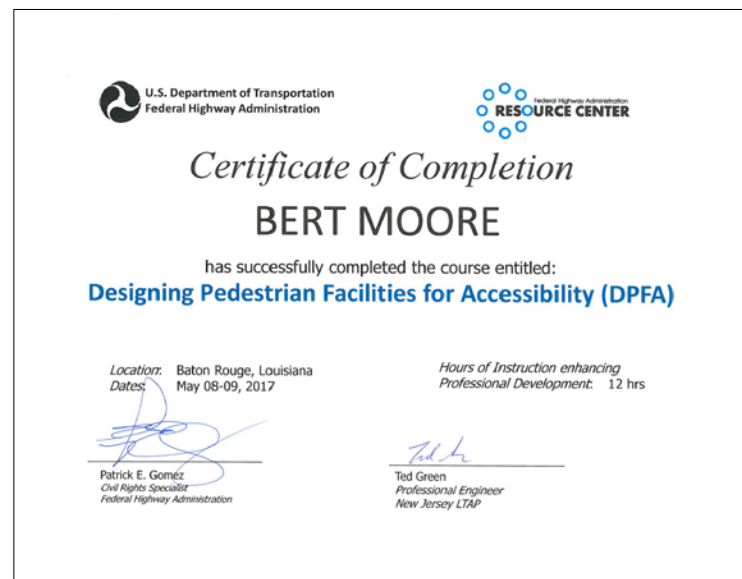 U.S. Department of Transportation
Federal Highway Administration
Federal Highway Administration
RESOURCE CENTER
Certificate of Completion
BERT MOORE
has successfully completed the course entitled:
Designing Pedestrian Facilities for Accessibility (DPFA)
Location: Baton Rouge, Louisiana
Dates: May 08-09, 2017
Hours of Instruction enhancing
Professional Development: 12 hrs
Patrick E. Gomez
Civil Rights Specialist
Federal Highway Administration
Ted Green
Professional Engineer
New Jersey LTAP